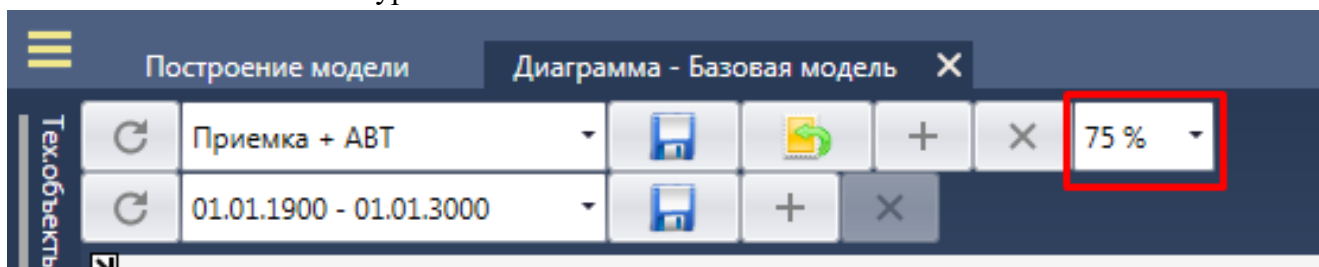 Построение модели Диаграмма - Базовая модель
Тех.объекты
Приемка + АВТ 75 %
01.01.1900 - 01.01.3000